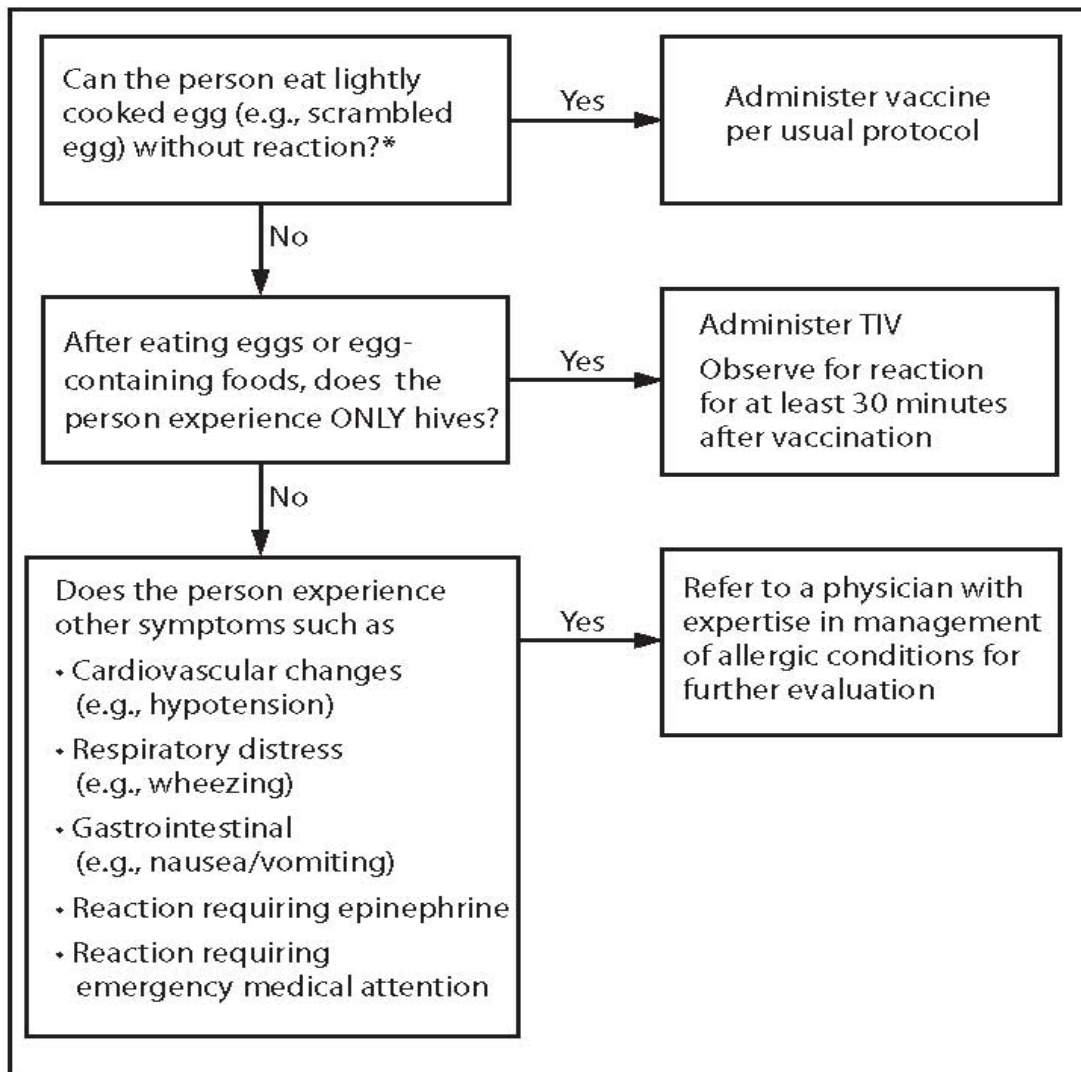 Can the person eat lightly
cooked egg (e.g., scrambled
egg) without reaction?*
Yes
Administer vaccine
per usual protocol
No
After eating eggs or egg-
containing foods, does the
person experience ONLY hives?
Yes
Administer TIV
Observe for reaction
for at least 30 minutes
after vaccination
No
Does the person experience
other symptoms such as
• Cardiovascular changes
(e.g., hypotension)
• Respiratory distress
(e.g., wheezing)
• Gastrointestinal
(e.g., nausea/vomiting)
• Reaction requiring epinephrine
• Reaction requiring
emergency medical attention
Yes
Refer to a physician with
expertise in management
of allergic conditions for
further evaluation